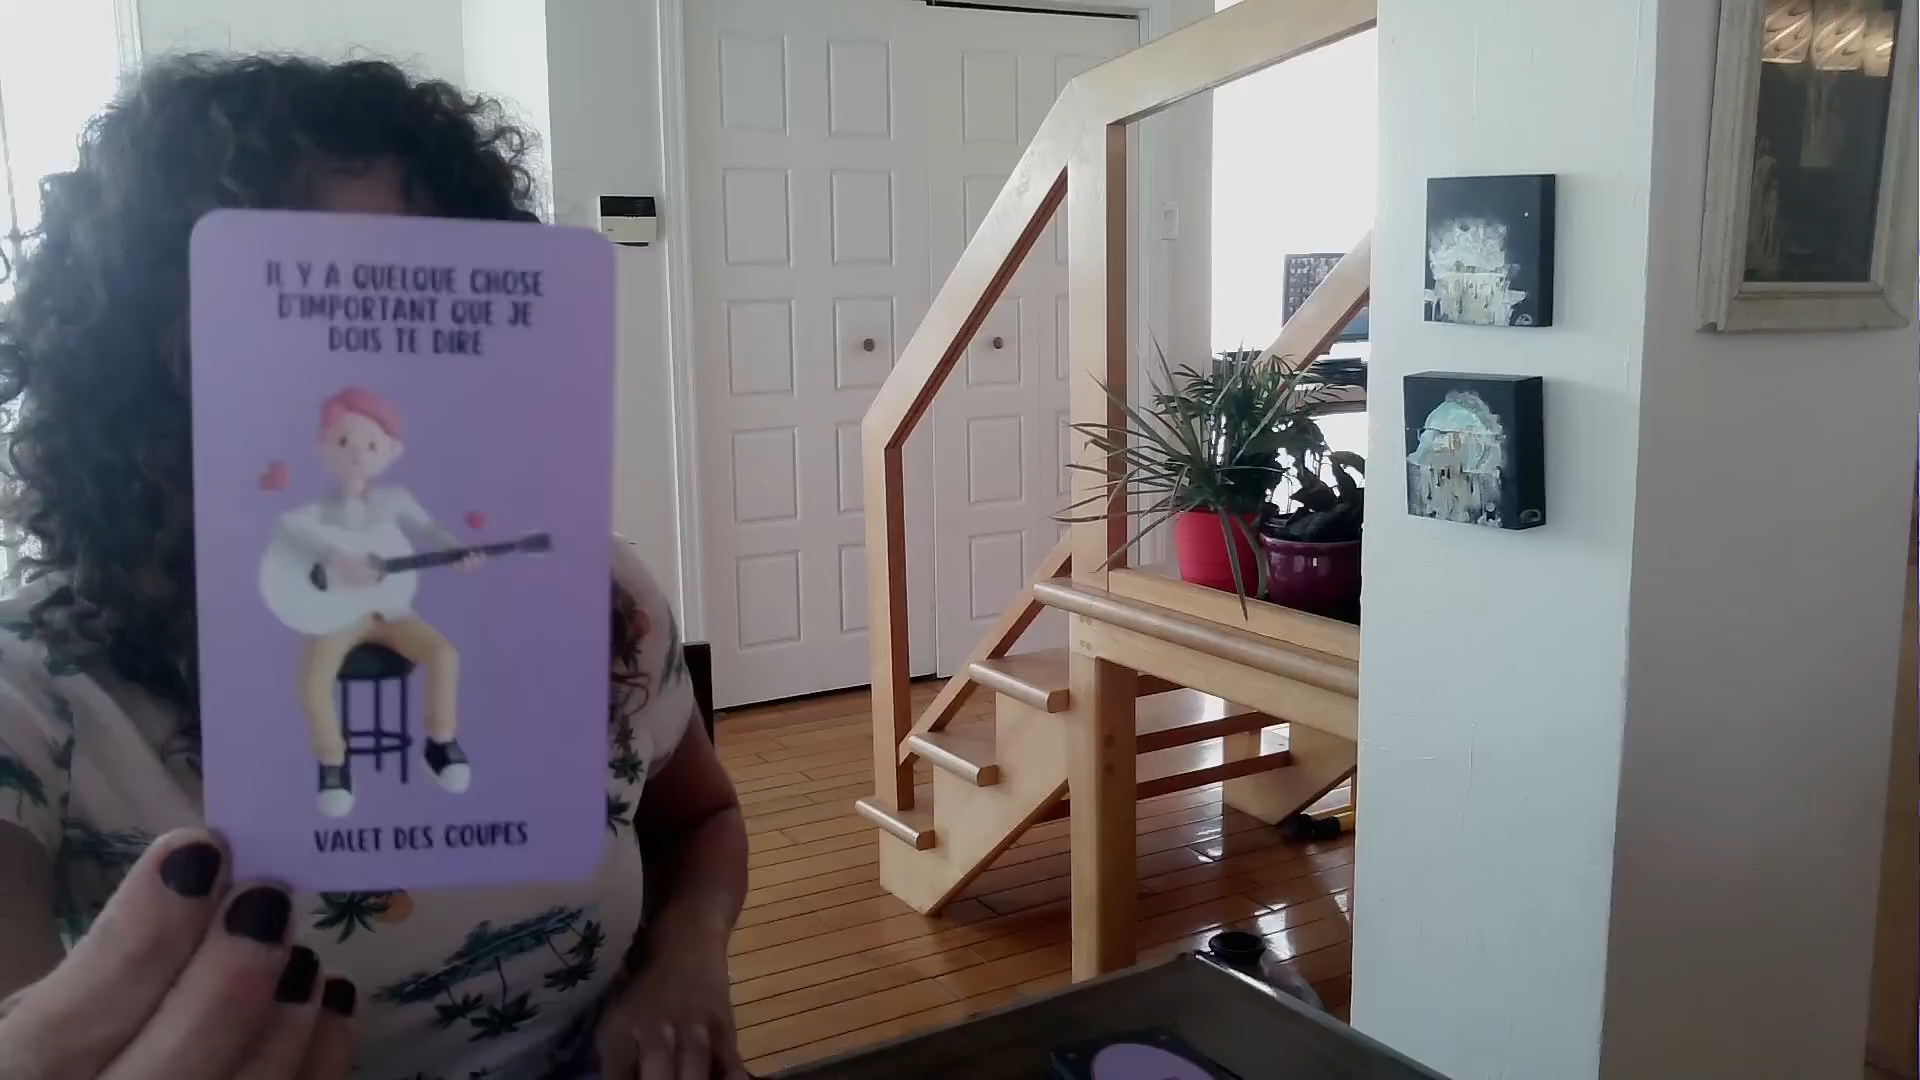 IL Y A QUELQUE CHOSE
D'IMPORTANT QUE JE
DOIS TE DIRE
VALET DES COUPES